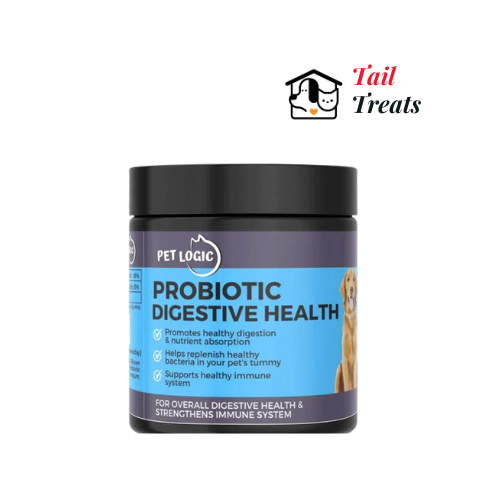 Tail
Treats
PET LOGIC
PROBIOTIC
DIGESTIVE HEALTH
Promotes healthy digestion
& nutrient absorption
Helps replenish healthy
bacteria in your pet's tummy
Supports healthy immune
system
FOR OVERALL DIGESTIVE HEALTH &
STRENGTHENS IMMUNE SYSTEM